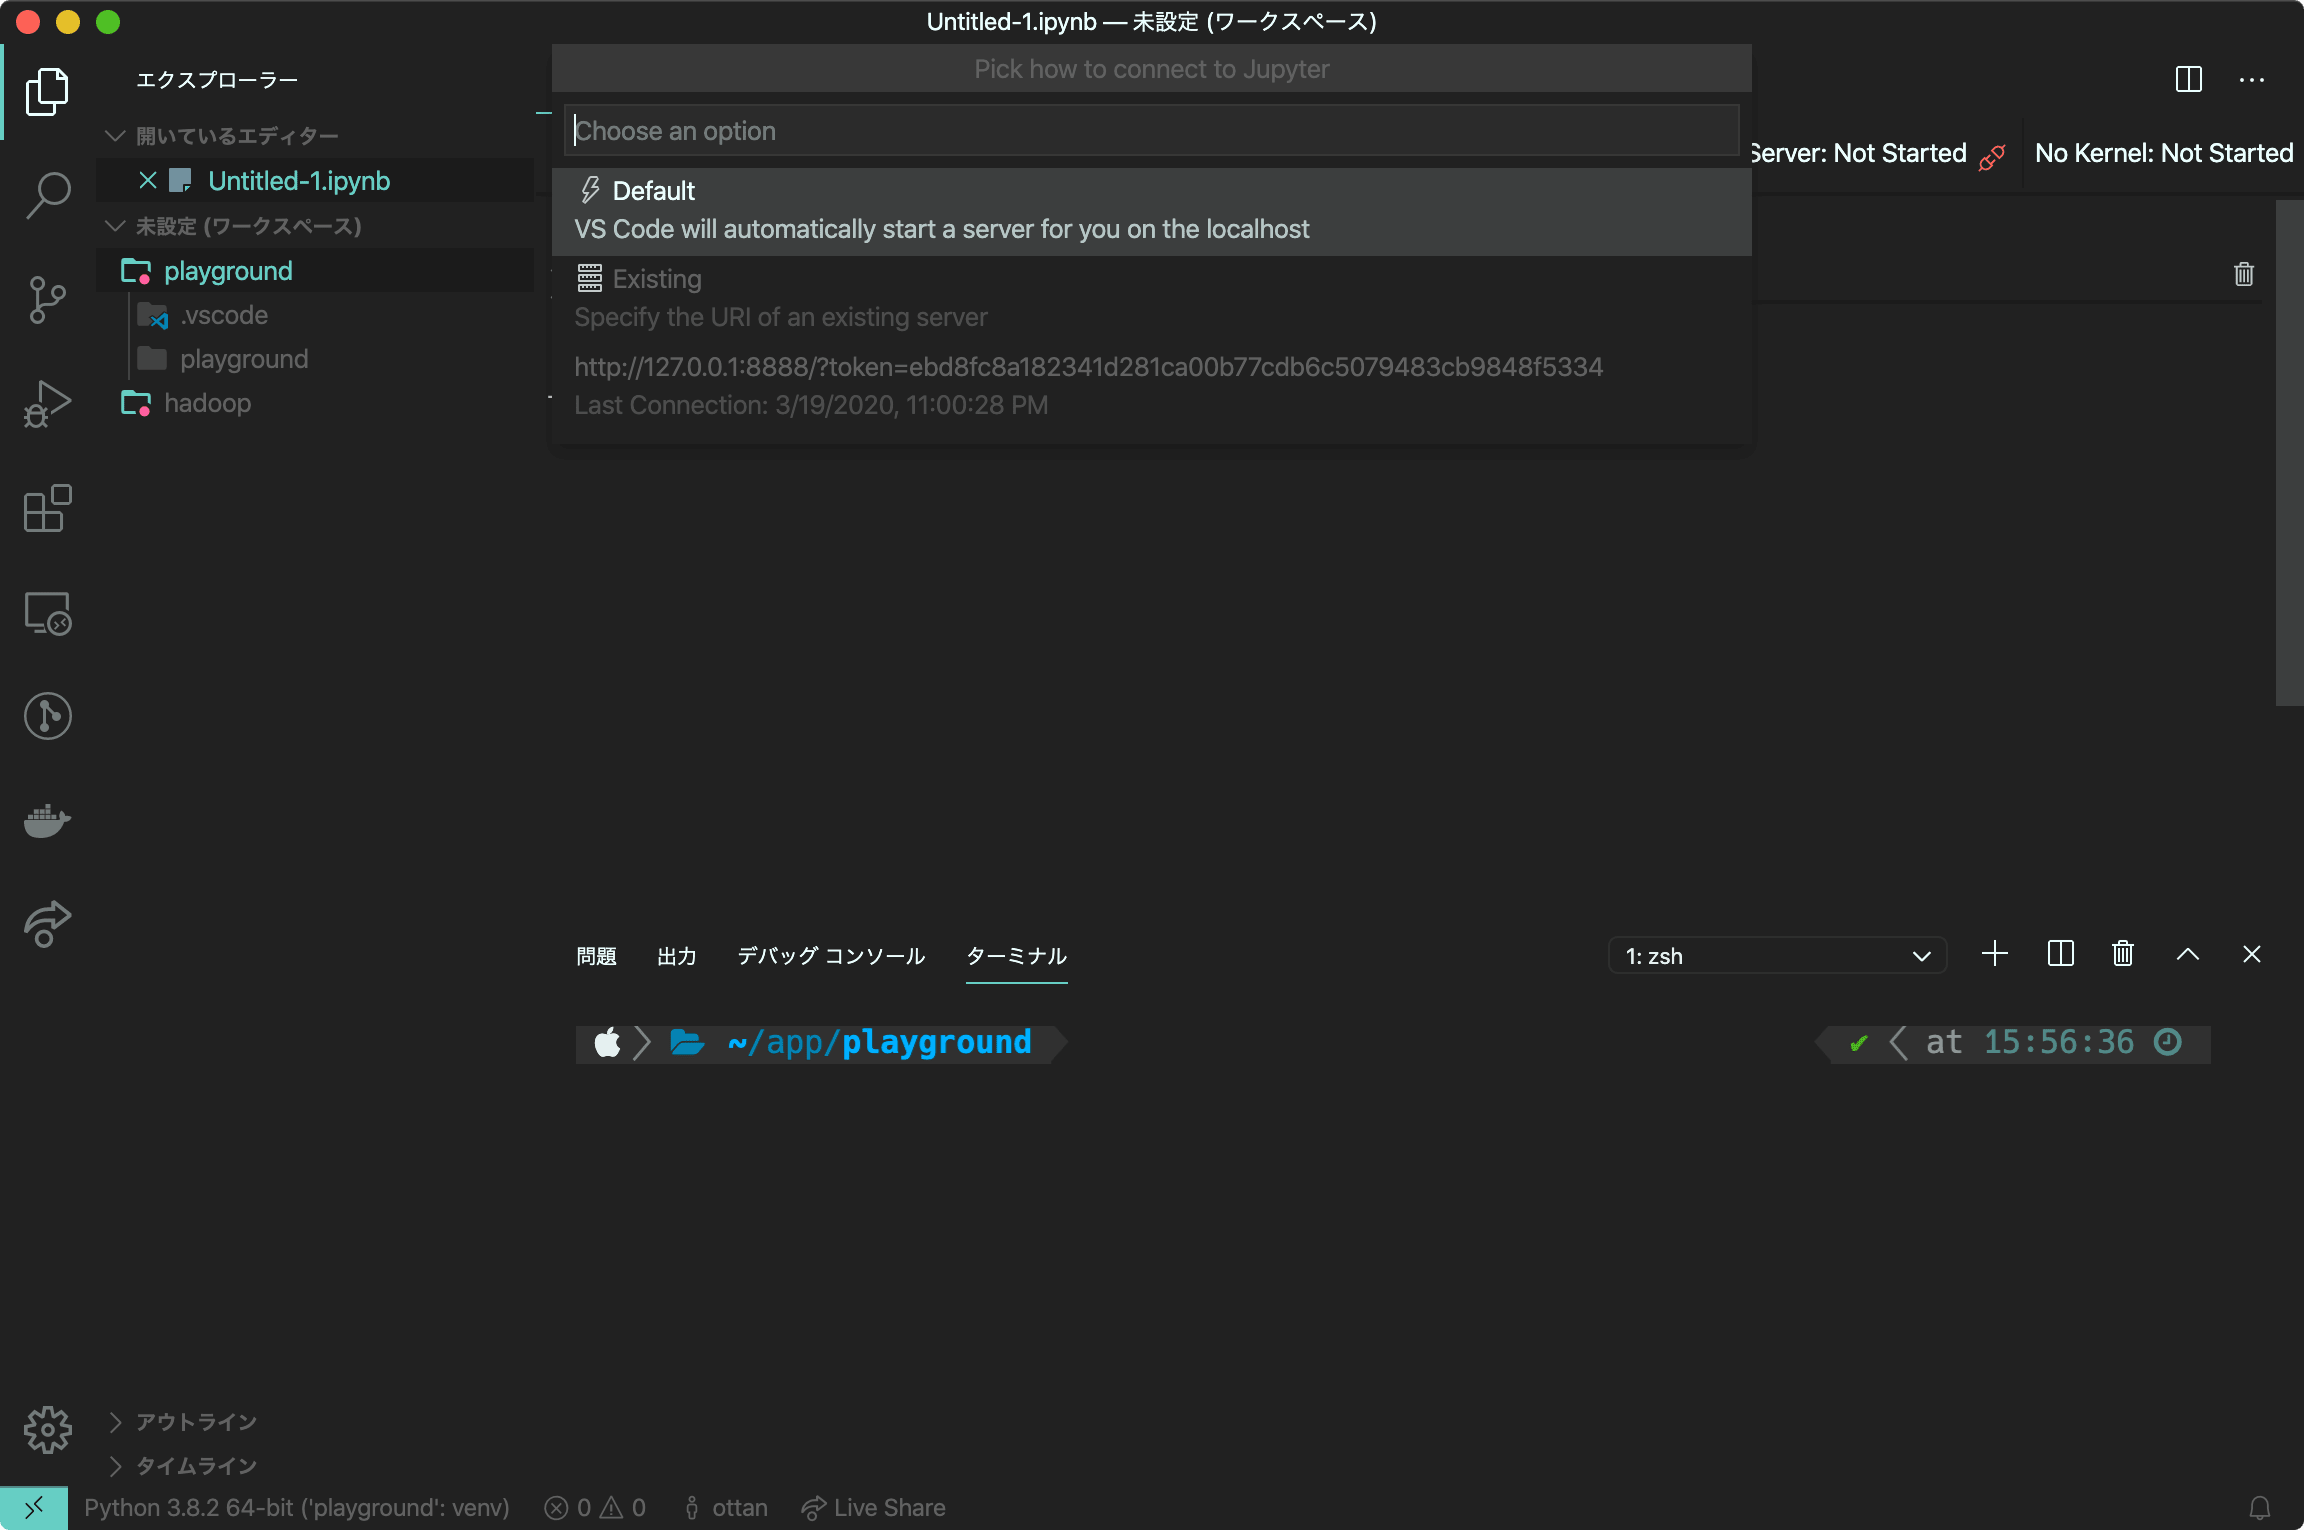 Untitled-1.ipynb — 未設定 (ワークスペース)
エクスプローラー
開いているエディター
Untitled-1.ipynb
未設定 (ワークスペース)
playground
.vscode
playground
hadoop
アウトライン
タイムライン
Pick how to connect to Jupyter
Choose an option
Default
VS Code will automatically start a server for you on the localhost
Existing
Specify the URI of an existing server
http://127.0.0.1:8888/?token=ebd8fc8a182341d281ca00b77cdb6c5079483cb9848f5334
Last Connection: 3/19/2020, 11:00:28 PM
Server: Not Started
No Kernel: Not Started
問題 出力 デバッグ コンソール ターミナル
1: zsh
~/app/playground
✔ at 15:56:36
Python 3.8.2 64-bit ('playground': venv) 0 0 ottan Live Share